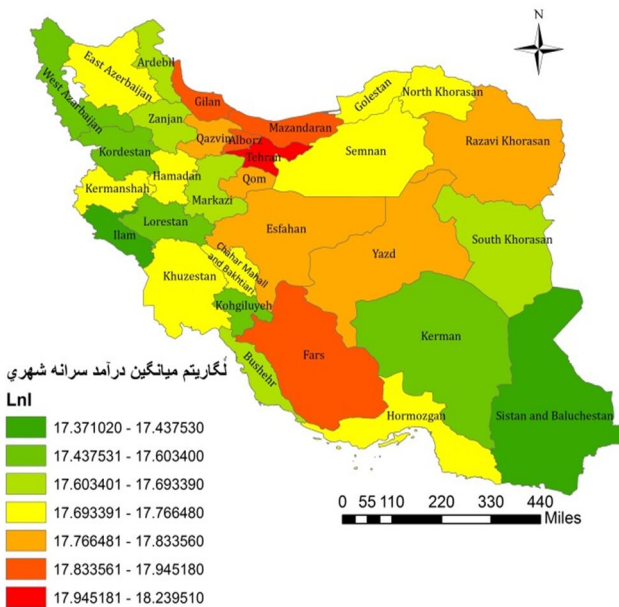 N
Ardebil
East Azerbaijan
West Azarbaijan
Gilan
Golestan
North Khorasan
Zanjan
Mazandaran
Qazvin
Alborz
Razavi Khorasan
Kordestan
Tehran
Semnan
Hamadan
Qom
Kermanshah
Markazi
Lorestan
Esfahan
South Khorasan
Ilam
Yazd
Chahar Mahall
and Bakhtiari
Khuzestan
Kohgiluyeh
Kerman
Fars
Bushehr
Hormozgan
Sistan and Baluchestan
لگاریتم میانگین درآمد سرانه شهري
LnI
17.371020 - 17.437530
17.437531 - 17.603400
17.603401 - 17.693390
17.693391 - 17.766480
17.766481 - 17.833560
17.833561 - 17.945180
17.945181 - 18.239510
0 55 110 220 330 440
Miles